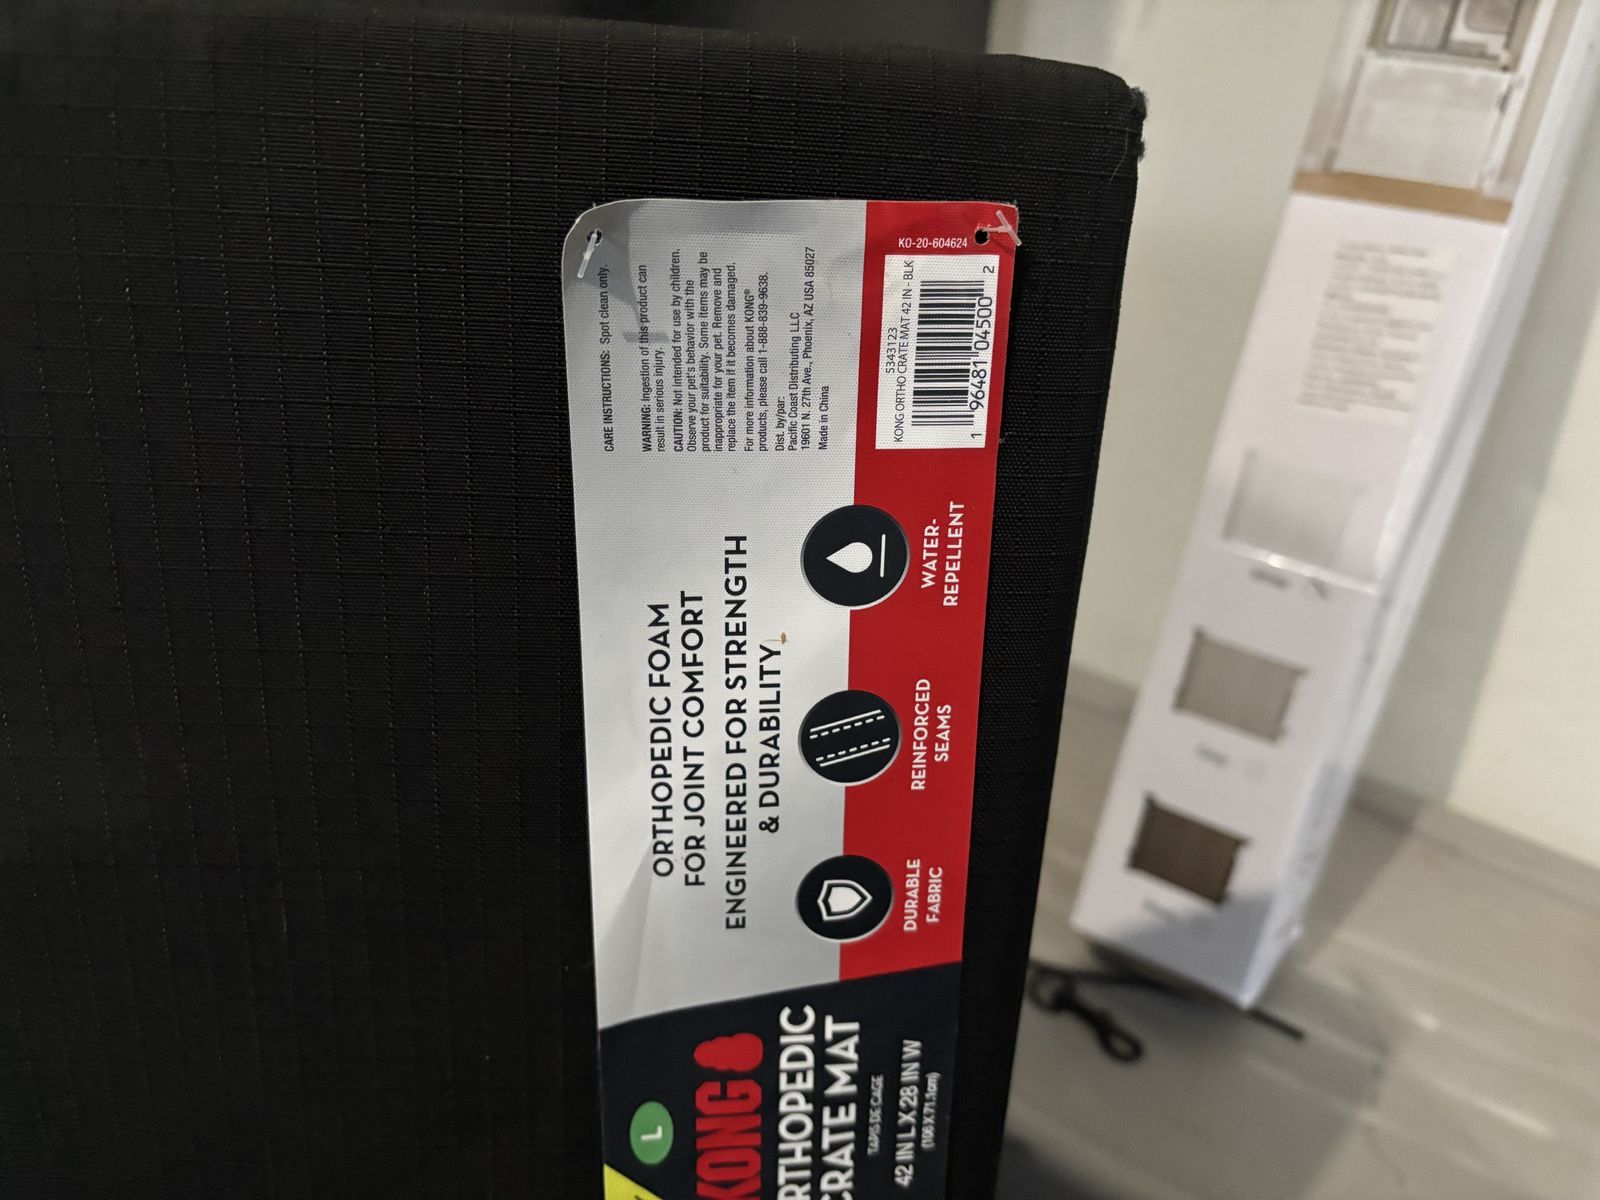 L
KONG
ORTHOPEDIC
CRATE MAT
TAPIS DE CAGE
42 IN L X 28 IN W
(106 X 71.1cm)
ORTHOPEDIC FOAM
FOR JOINT COMFORT
ENGINEERED FOR STRENGTH
& DURABILITY
DURABLE
FABRIC
REINFORCED
SEAMS
WATER-
REPELLENT
CARE INSTRUCTIONS: Spot clean only.
WARNING: Ingestion of this product can
result in serious injury.
CAUTION: Not intended for use by children.
Observe your pet's behavior with the
product for suitability. Some items may be
inappropriate for your pet. Remove and
replace the item if it becomes damaged.
For more information about KONG®
products, please call 1-888-839-9638.
Dist. by/par:
Pacific Coast Distributing LLC
19601 N. 27th Ave., Phoenix, AZ USA 85027
Made in China
KO-20-604624
5343123
KONG ORTHO CRATE MAT 42 IN - BLK
1 96481 04500 2